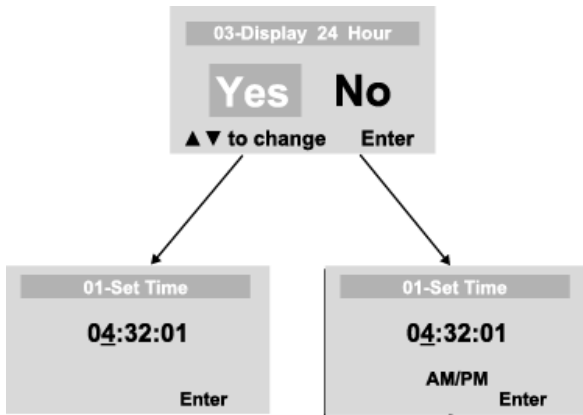 03-Display 24 Hour
Yes No
▲▼ to change Enter
01-Set Time
04:32:01
Enter
01-Set Time
04:32:01
AM/PM
Enter